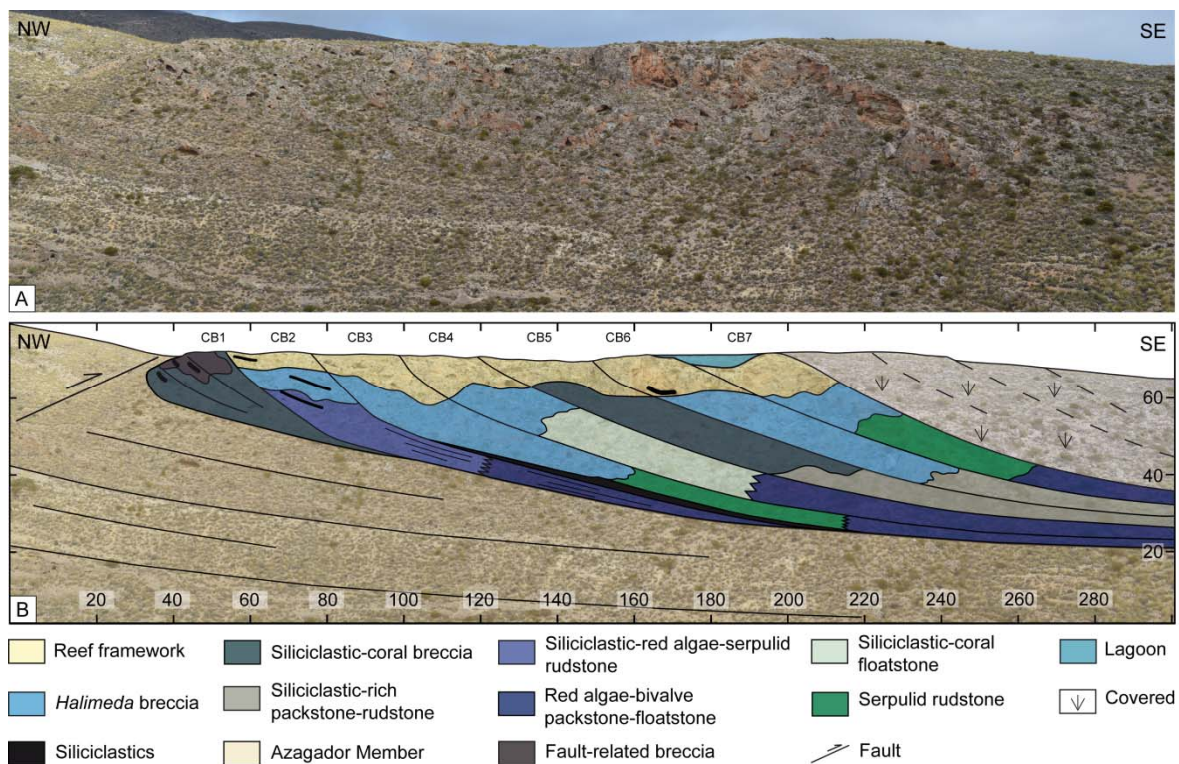 NW SE
A
CB1 CB2 CB3 CB4 CB5 CB6 CB7
NW SE
60
40
20
B
20 40 60 80 100 120 140 160 180 200 220 240 260 280
Reef framework
Siliciclastic-coral breccia
Siliciclastic-red algae-serpulid
rudstone
Siliciclastic-coral
floatstone
Lagoon
Halimeda breccia
Siliciclastic-rich
packstone-rudstone
Red algae-bivalve
packstone-floatstone
Serpulid rudstone
Covered
Siliciclastics
Azagador Member
Fault-related breccia
Fault